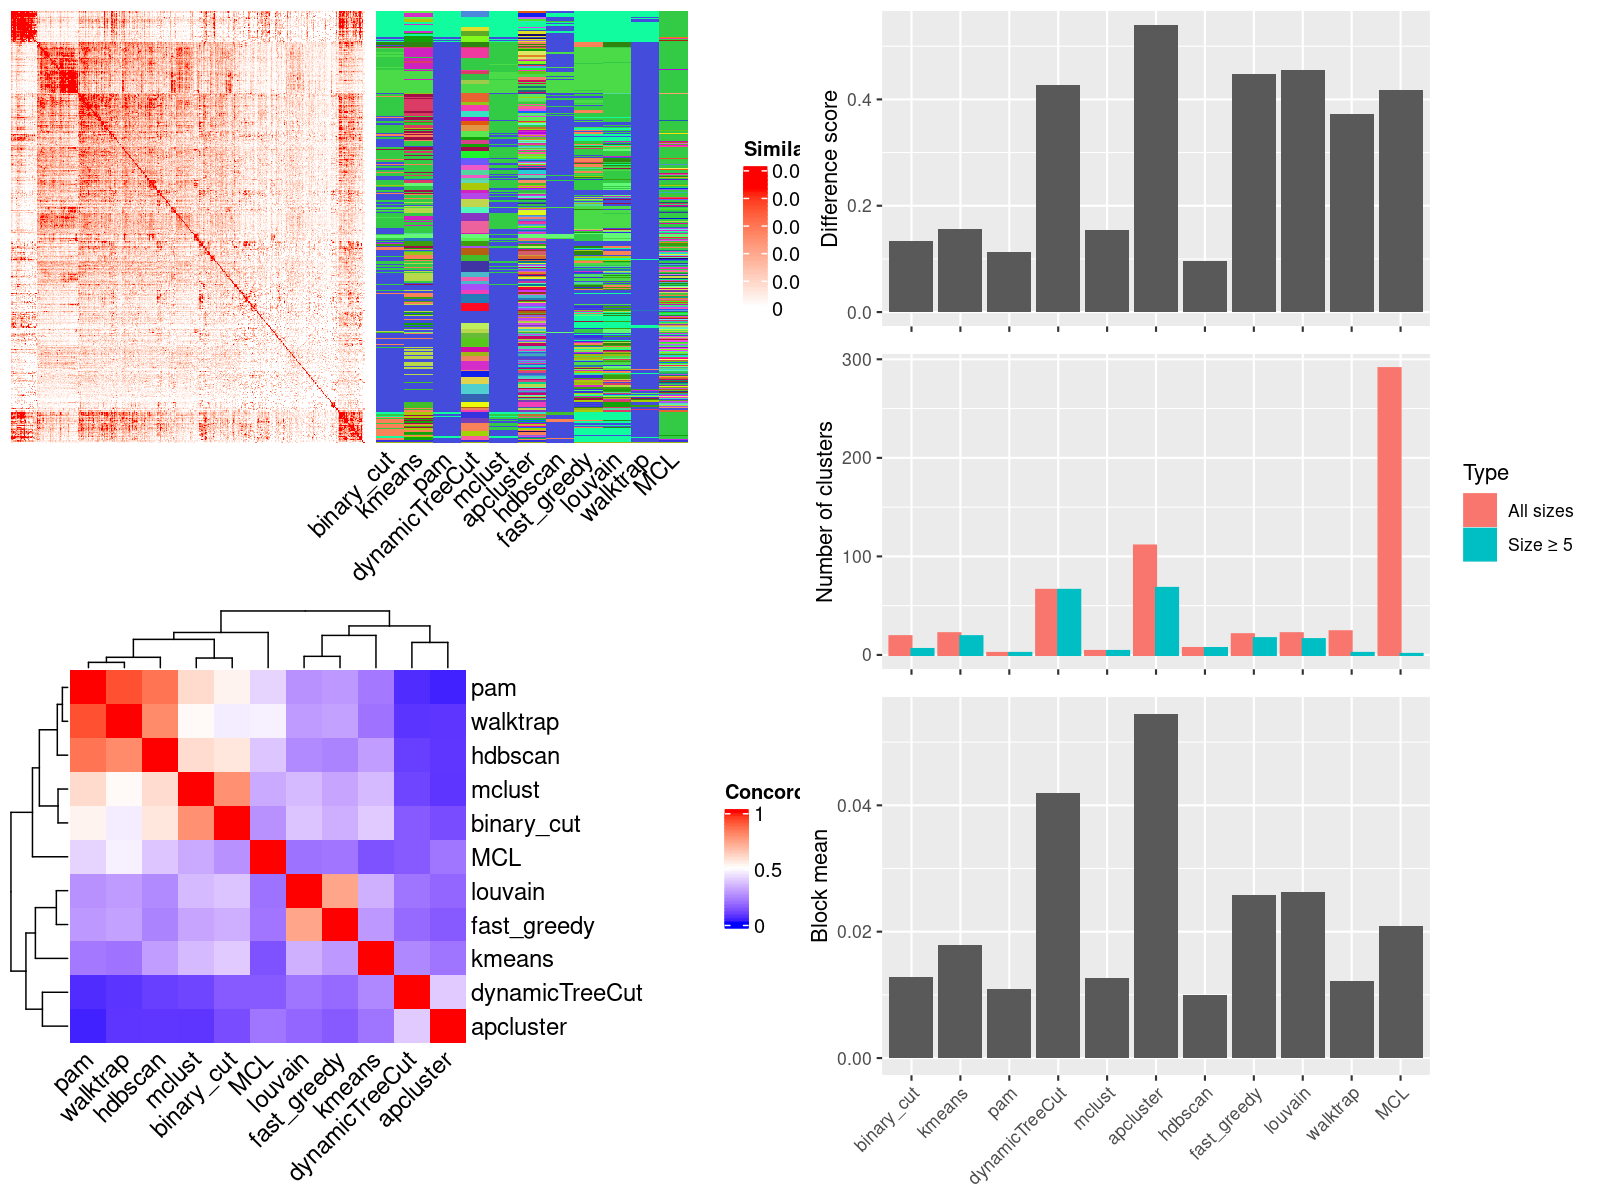 Simila
0.0
0.0
0.0
0.0
0.0
0
binary_cut
kmeans
pam
dynamicTreeCut
mclust
apcluster
hdbscan
fast_greedy
louvain
walktrap
MCL
pam
walktrap
hdbscan
mclust
binary_cut
MCL
louvain
fast_greedy
kmeans
dynamicTreeCut
apcluster
pam
walktrap
hdbscan
mclust
binary_cut
MCL
louvain
fast_greedy
kmeans
dynamicTreeCut
apcluster
Concord
1
0.5
0
Difference score
0.4
0.2
0.0
Number of clusters
300
200
100
0
Type
All sizes
Size ≥ 5
Block mean
0.04
0.02
0.00
binary_cut
kmeans
pam
dynamicTreeCut
mclust
apcluster
hdbscan
fast_greedy
louvain
walktrap
MCL